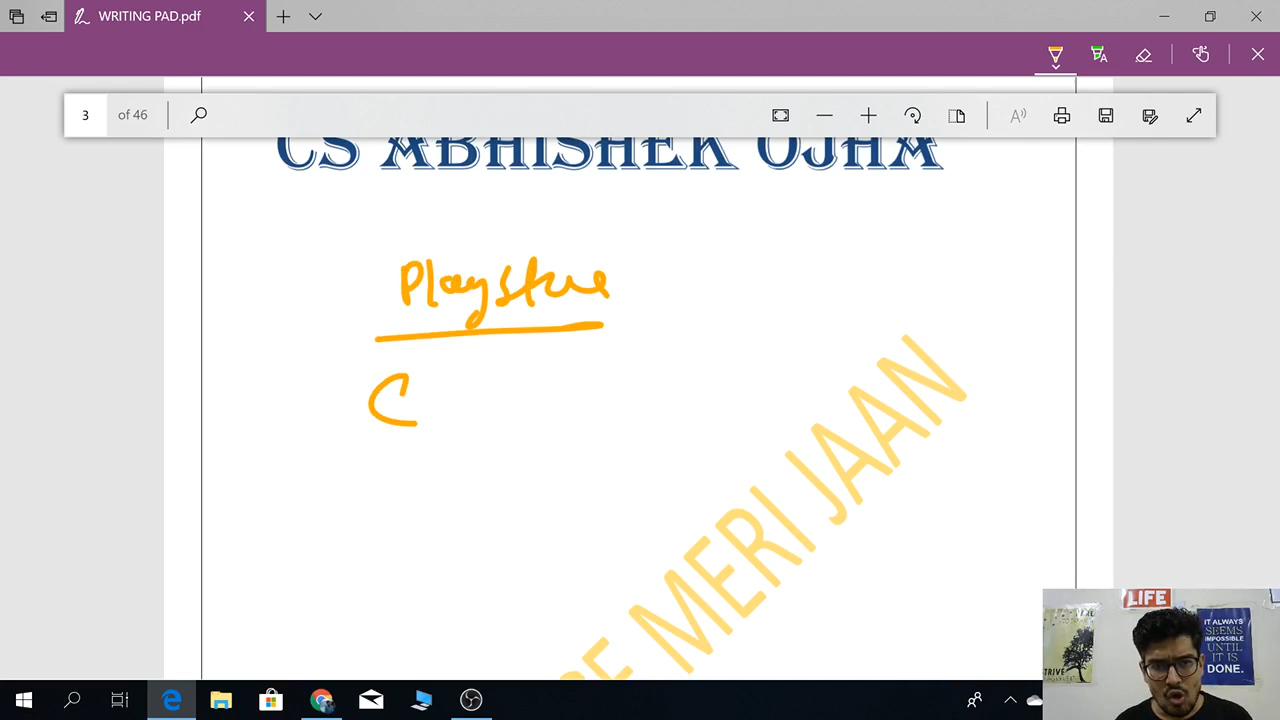 WRITING PAD.pdf
3 of 46
CS ABHISHEK OJHA
Playstore
C
MERI JAAN
LIFE
IT ALWAYS
SEEMS
IMPOSSIBLE
UNTIL
IT IS
DONE.